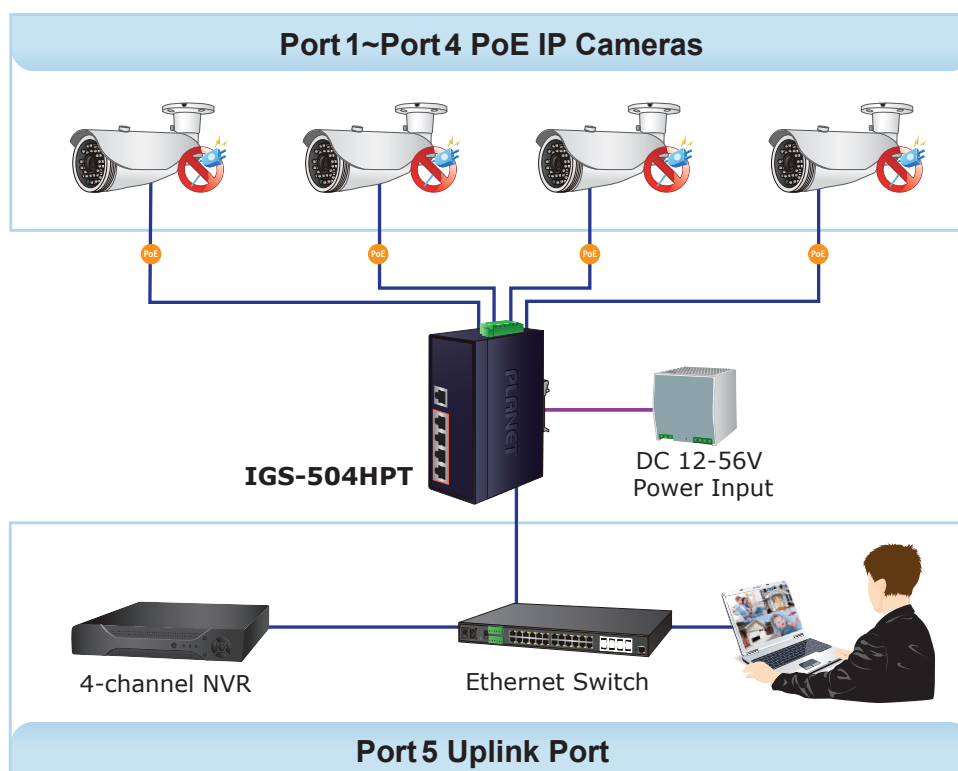 Port 1~Port 4 PoE IP Cameras
PoE
PoE
PoE
PoE
PLANET
IGS-504HPT
DC 12-56V
Power Input
4-channel NVR
Ethernet Switch
Port 5 Uplink Port